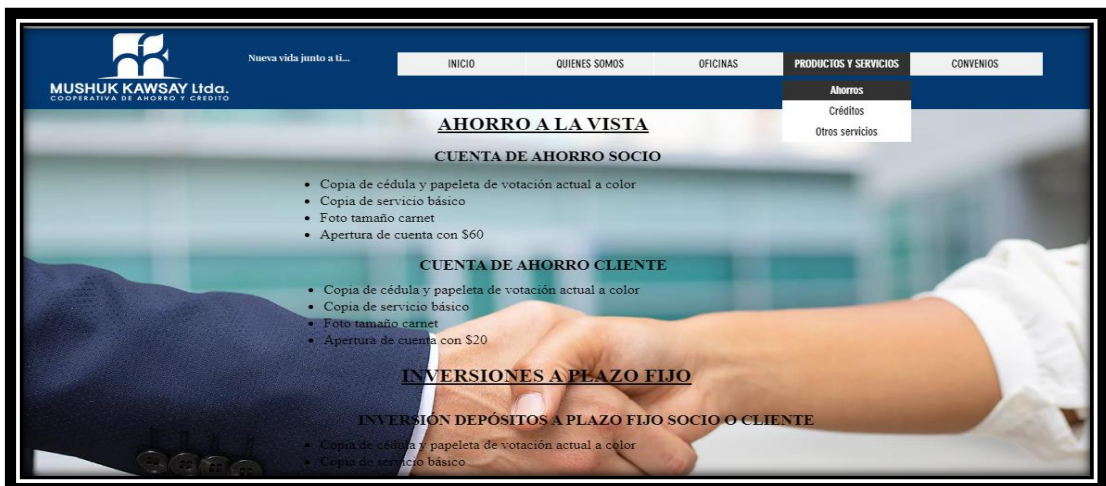 MUSHUK KAWSAY Ltda.
COOPERATIVA DE AHORRO Y CREDITO
Nueva vida junto a ti...
INICIO
QUIENES SOMOS
OFICINAS
PRODUCTOS Y SERVICIOS
CONVENIOS
Ahorros
Créditos
Otros servicios
AHORRO A LA VISTA
CUENTA DE AHORRO SOCIO
• Copia de cédula y papeleta de votación actual a color
• Copia de servicio básico
• Foto tamaño carnet
• Apertura de cuenta con $60
CUENTA DE AHORRO CLIENTE
• Copia de cédula y papeleta de votación actual a color
• Copia de servicio básico
• Foto tamaño carnet
• Apertura de cuenta con $20
INVERSIONES A PLAZO FIJO
INVERSIÓN DEPÓSITOS A PLAZO FIJO SOCIO O CLIENTE
• Copia de cédula y papeleta de votación actual a color
• Copia de servicio básico